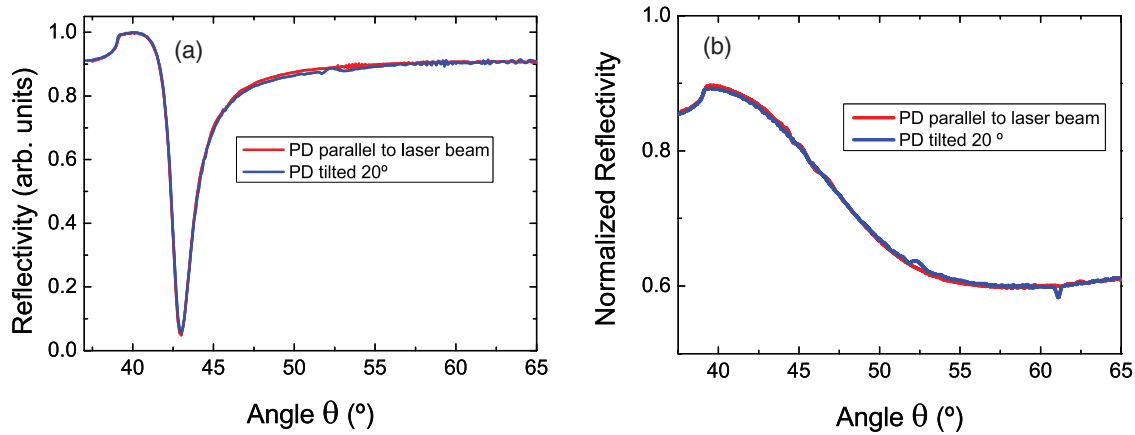 Reflectivity (arb. units)
1.0
0.8
0.6
0.4
0.2
0.0
(a)
PD parallel to laser beam
PD tilted 20º
40 45 50 55 60 65
Angle θ (º)
Normalized Reflectivity
1.0
0.8
0.6
(b)
PD parallel to laser beam
PD tilted 20 º
40 45 50 55 60 65
Angle θ (º)